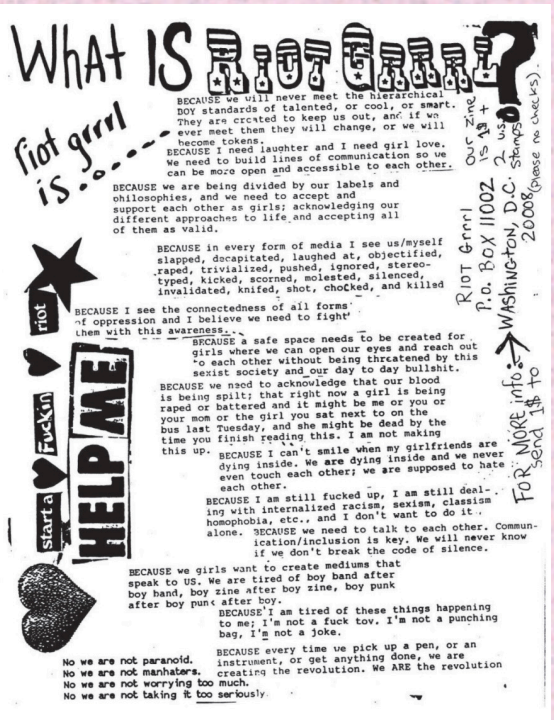 WhAt IS RIOT GRRRL?
riot grrrl
is.......
BECAUSE we will never meet the hierarchical
BOY standards of talented, or cool, or smart.
They are created to keep us out, and if we
ever meet them they will change, or we will
become tokens.
BECAUSE I need laughter and I need girl love.
We need to build lines of communication so we
can be more open and accessible to each other.
BECAUSE we are being divided by our labels and
philosophies, and we need to accept and
support each other as girls; acknowledging our
different approaches to life and accepting all
of them as valid.
BECAUSE in every form of media I see us/myself
slapped, decapitated, laughed at, objectified,
raped, trivialized, pushed, ignored, stereo-
typed, kicked, scorned, molested, silenced,
invalidated, knifed, shot, chocked, and killed
BECAUSE I see the connectedness of all forms
of oppression and I believe we need to fight
them with this awareness...
BECAUSE a safe space needs to be created for
girls where we can open our eyes and reach out
to each other without being threatened by this
sexist society and our day to day bullshit.
BECAUSE we need to acknowledge that our blood
is being spilt; that right now a girl is being
raped or battered and it might be me or you or
your mom or the girl you sat next to on the
bus last Tuesday, and she might be dead by the
time you finish reading this. I am not making
this up.
BECAUSE I can't smile when my girlfriends are
dying inside. We are dying inside and we never
even touch each other; we are supposed to hate
each other.
BECAUSE I am still fucked up, I am still deal-
ing with internalized racism, sexism, classism
homophobia, etc., and I don't want to do it
alone.
BECAUSE we need to talk to each other. Commun-
ication/inclusion is key. We will never know
if we don't break the code of silence.
BECAUSE we girls want to create mediums that
speak to US. We are tired of boy band after
boy band, boy zine after boy zine, boy punk
after boy punk after boy.
BECAUSE I am tired of these things happening
to me; I'm not a fuck toy. I'm not a punching
bag, I'm not a joke.
BECAUSE every time we pick up a pen, or an
instrument, or get anything done, we are
creating the revolution. We ARE the revolution
No we are not paranoid.
No we are not manhaters.
No we are not worrying too much.
No we are not taking it too seriously.
start a Fuckin riot
HELP ME
FOR MORE info:
send 1$ to
RIOT Grrrl
P.O. BOX 11002
WAShiNGtON, D.C.
20008
our zine
is 1$ +
2 u.s.
stamps
(please no checks).